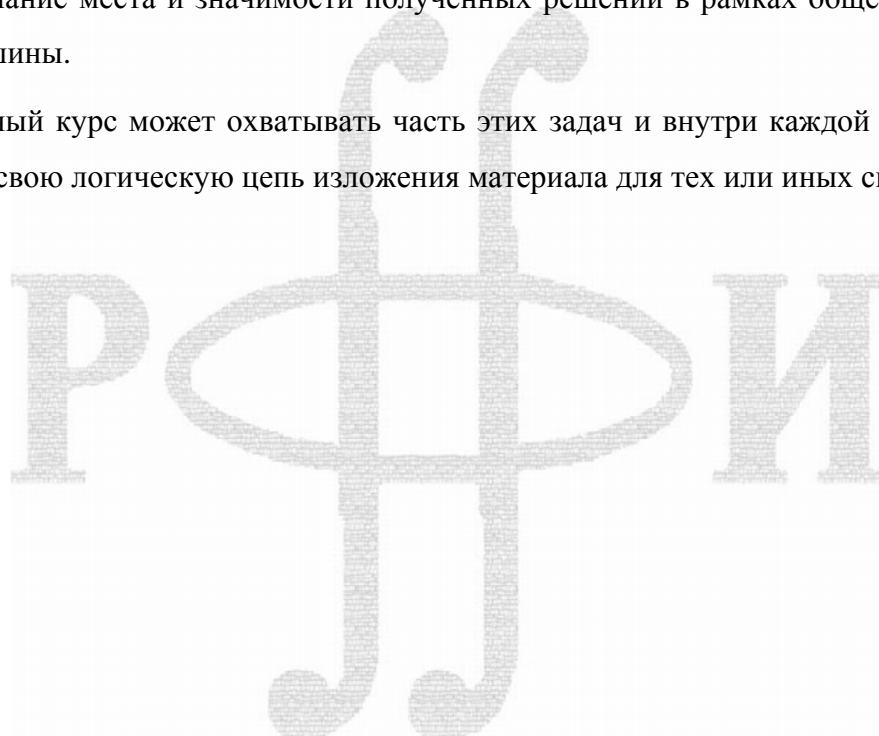 ание места и значимости полученных решений в рамках обще
ины.
ный курс может охватывать часть этих задач и внутри каждой
свою логическую цепь изложения материала для тех или иных с
Р И